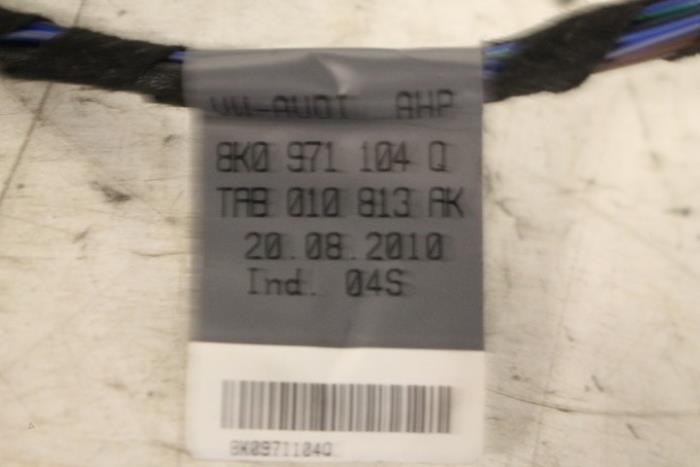 VW-AUDI AHP
8K0 971 104 Q
TAB 010 813 AK
20.08.2010
Ind. 04S
8K0971104Q